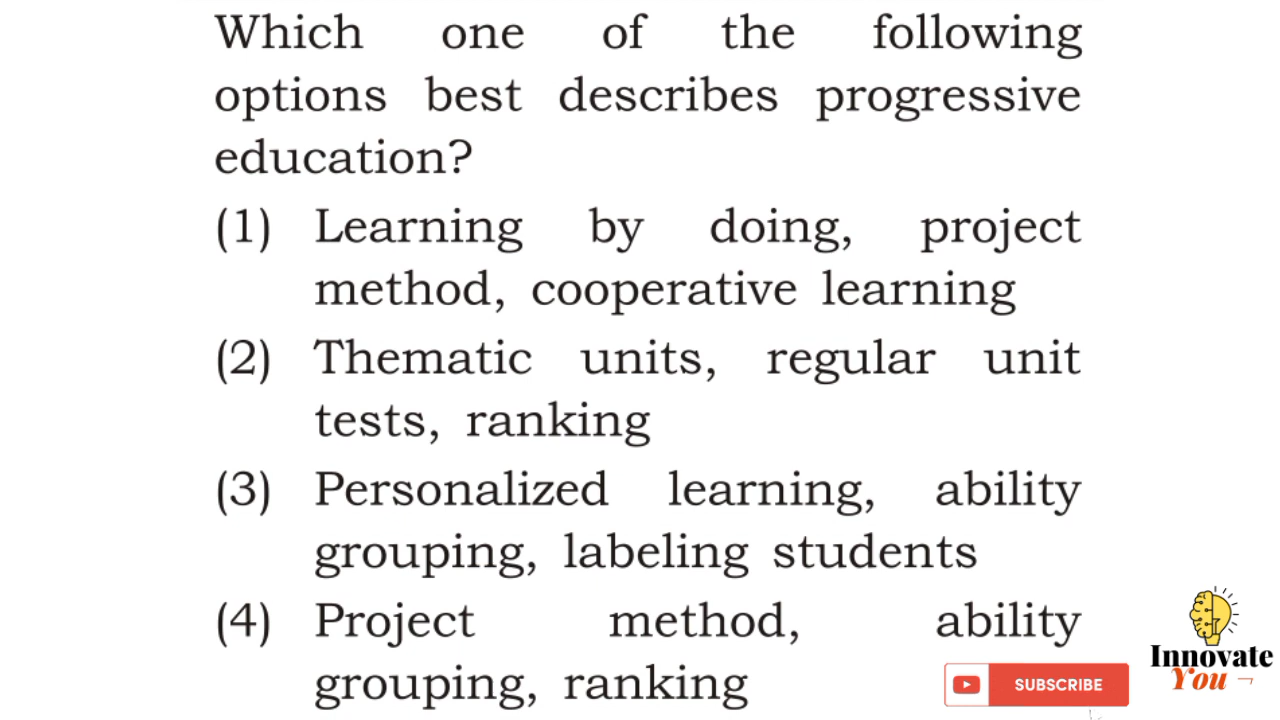 Which one of the following
options best describes progressive
education?
(1) Learning by doing, project
method, cooperative learning
(2) Thematic units, regular unit
tests, ranking
(3) Personalized learning, ability
grouping, labeling students
(4) Project method, ability
grouping, ranking
SUBSCRIBE
Innovate
You